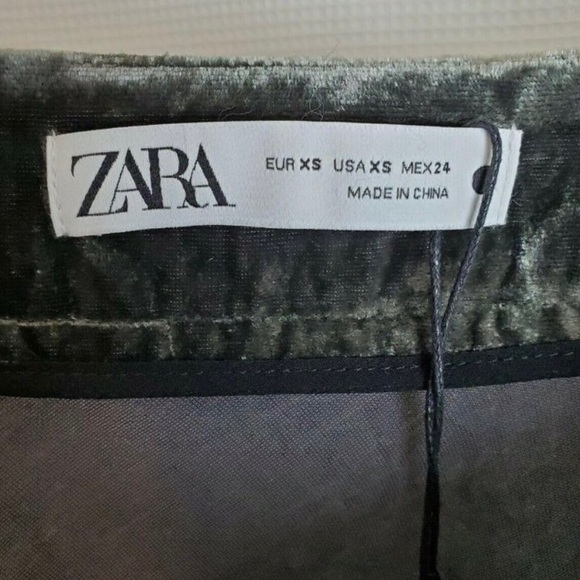 ZARA
EUR XS USA XS MEX 24
MADE IN CHINA